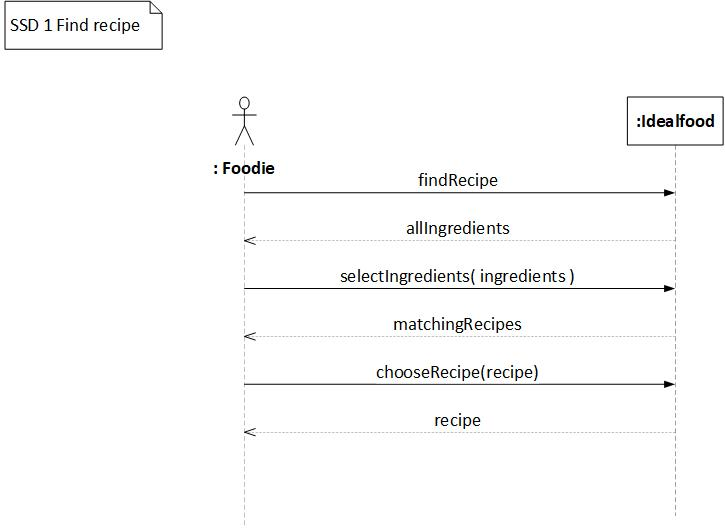 SSD 1 Find recipe
: Foodie
:Idealfood
findRecipe
allIngredients
selectIngredients( ingredients )
matchingRecipes
chooseRecipe(recipe)
recipe